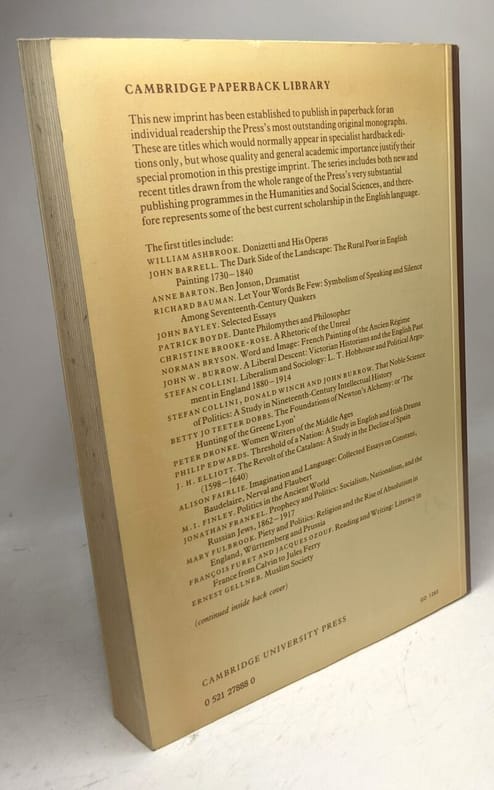 CAMBRIDGE PAPERBACK LIBRARY
This new imprint has been established to publish in paperback for an
individual readership the Press's most outstanding original monographs.
These are titles which would normally appear in specialist hardback edi-
tions only, but whose quality and general academic importance justify their
special promotion in this prestige imprint. The series includes both new and
recent titles drawn from the whole range of the Press's very substantial
publishing programmes in the Humanities and Social Sciences, and there-
fore represents some of the best current scholarship in the English language.
The first titles include:
WILLIAM ASHBROOK. Donizetti and His Operas
JOHN BARRELL. The Dark Side of the Landscape: The Rural Poor in English
Painting 1730–1840
ANNE BARTON. Ben Jonson, Dramatist
RICHARD BAUMAN. Let Your Words Be Few: Symbolism of Speaking and Silence
Among Seventeenth-Century Quakers
JOHN BAYLEY. Selected Essays
PATRICK BOYDE. Dante Philomythes and Philosopher
CHRISTINE BROOKE-ROSE. A Rhetoric of the Unreal
NORMAN BRYSON. Word and Image: French Painting of the Ancien Régime
JOHN W. BURROW. A Liberal Descent: Victorian Historians and the English Past
STEFAN COLLINI. Liberalism and Sociology: L. T. Hobhouse and Political Argu-
ment in England 1880–1914
STEFAN COLLINI, DONALD WINCH AND JOHN BURROW. That Noble Science
of Politics: A Study in Nineteenth-Century Intellectual History
BETTY JO TEETER DOBBS. The Foundations of Newton's Alchemy: or 'The
Hunting of the Greene Lyon'
PETER DRONKE. Women Writers of the Middle Ages
PHILIP EDWARDS. Threshold of a Nation: A Study in English and Irish Drama
J. H. ELLIOTT. The Revolt of the Catalans: A Study in the Decline of Spain
(1598–1640)
ALISON FAIRLIE. Imagination and Language: Collected Essays on Constant,
Baudelaire, Nerval and Flaubert
M. I. FINLEY. Politics in the Ancient World
JONATHAN FRANKEL. Prophecy and Politics: Socialism, Nationalism, and the
Russian Jews, 1862–1917
MARY FULBROOK. Piety and Politics: Religion and the Rise of Absolutism in
England, Württemberg and Prussia
FRANÇOIS FURET AND JACQUES OZOUF. Reading and Writing: Literacy in
France from Calvin to Jules Ferry
ERNEST GELLNER. Muslim Society
(continued inside back cover)
CAMBRIDGE UNIVERSITY PRESS
0 521 27888 0